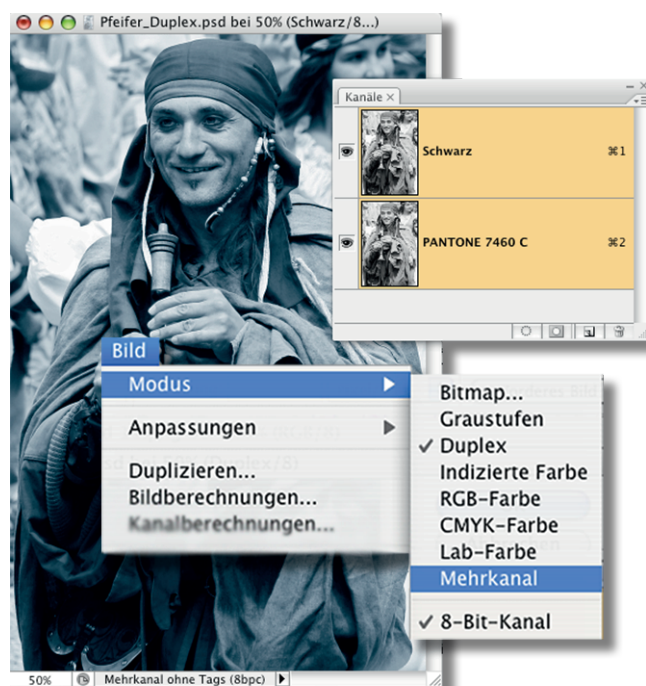 Pfeifer_Duplex.psd bei 50% (Schwarz/8...)
Kanäle ×
Schwarz ⌘1
PANTONE 7460 C ⌘2
Bild
Modus
Anpassungen
Duplizieren...
Bildberechnungen...
Kanalberechnungen...
Bitmap...
Graustufen
✓ Duplex
Indizierte Farbe
RGB-Farbe
CMYK-Farbe
Lab-Farbe
Mehrkanal
✓ 8-Bit-Kanal
50% Mehrkanal ohne Tags (8bpc)